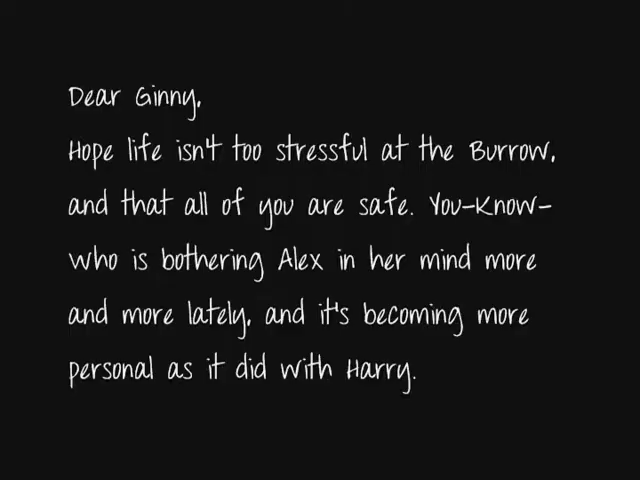 Dear Ginny,
Hope life isn't too stressful at the Burrow,
and that all of you are safe. You-Know-
who is bothering Alex in her mind more
and more lately, and it's becoming more
personal as it did with Harry.